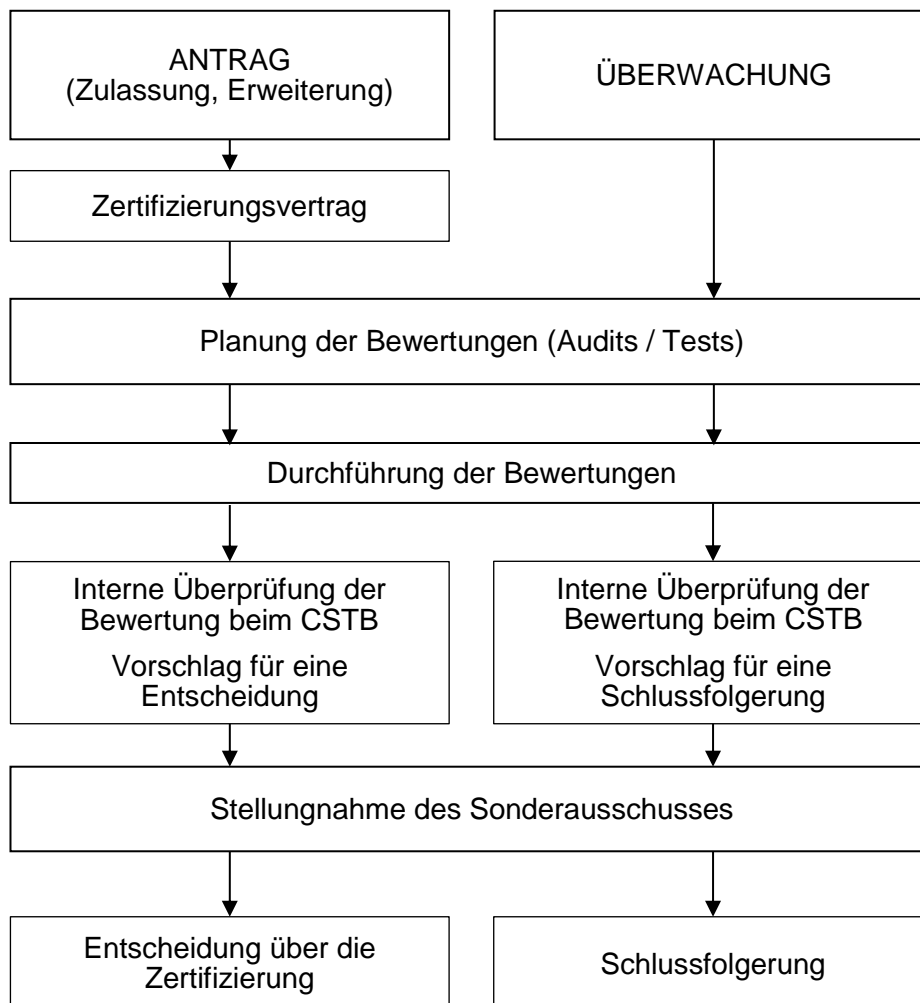 ANTRAG
(Zulassung, Erweiterung)
ÜBERWACHUNG
Zertifizierungsvertrag
Planung der Bewertungen (Audits / Tests)
Durchführung der Bewertungen
Interne Überprüfung der
Bewertung beim CSTB
Vorschlag für eine
Entscheidung
Interne Überprüfung der
Bewertung beim CSTB
Vorschlag für eine
Schlussfolgerung
Stellungnahme des Sonderausschusses
Entscheidung über die
Zertifizierung
Schlussfolgerung